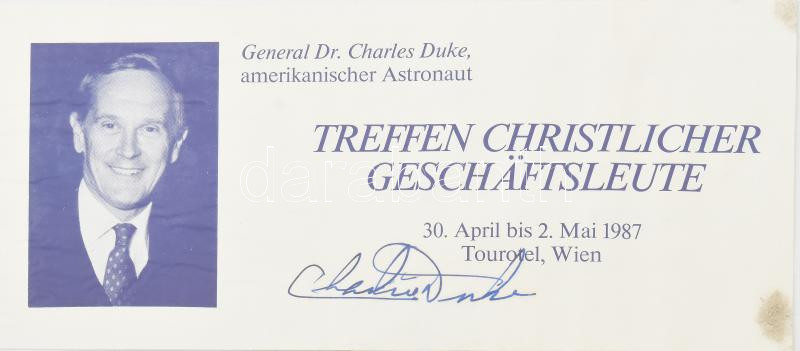 General Dr. Charles Duke,
amerikanischer Astronaut
TREFFEN CHRISTLICHER
GESCHÄFTSLEUTE
darabanth
30. April bis 2. Mai 1987
Tourotel, Wien
Charlie Duke